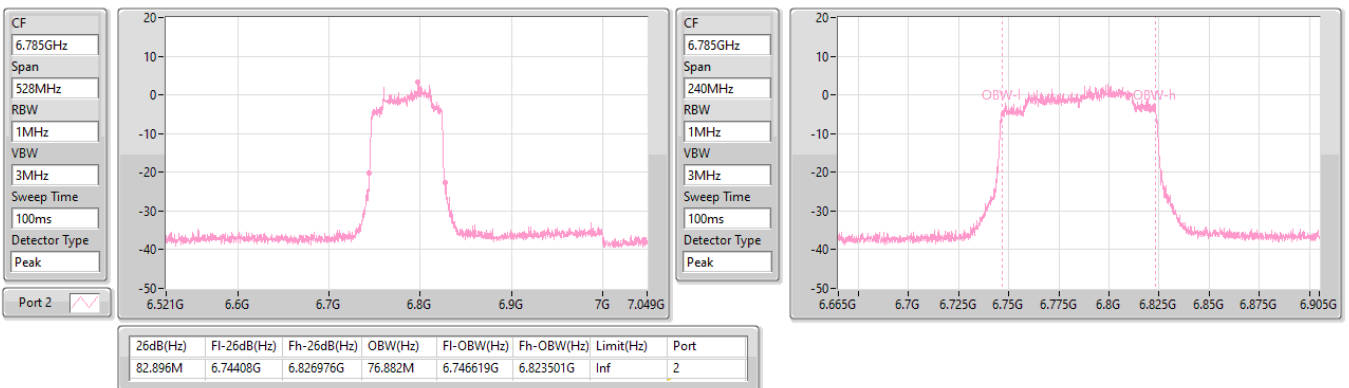 CF
6.785GHz
Span
528MHz
RBW
1MHz
VBW
3MHz
Sweep Time
100ms
Detector Type
Peak
Port 2
20
10
0
-10
-20
-30
-40
-50
6.521G 6.6G 6.7G 6.8G 6.9G 7G 7.049G
CF
6.785GHz
Span
240MHz
RBW
1MHz
VBW
3MHz
Sweep Time
100ms
Detector Type
Peak
20
10
0
-10
-20
-30
-40
-50
OBW-l OBW-h
6.665G 6.7G 6.725G 6.75G 6.775G 6.8G 6.825G 6.85G 6.875G 6.905G
26dB(Hz) Fl-26dB(Hz) Fh-26dB(Hz) OBW(Hz) Fl-OBW(Hz) Fh-OBW(Hz) Limit(Hz) Port
82.896M 6.74408G 6.826976G 76.882M 6.746619G 6.823501G Inf 2